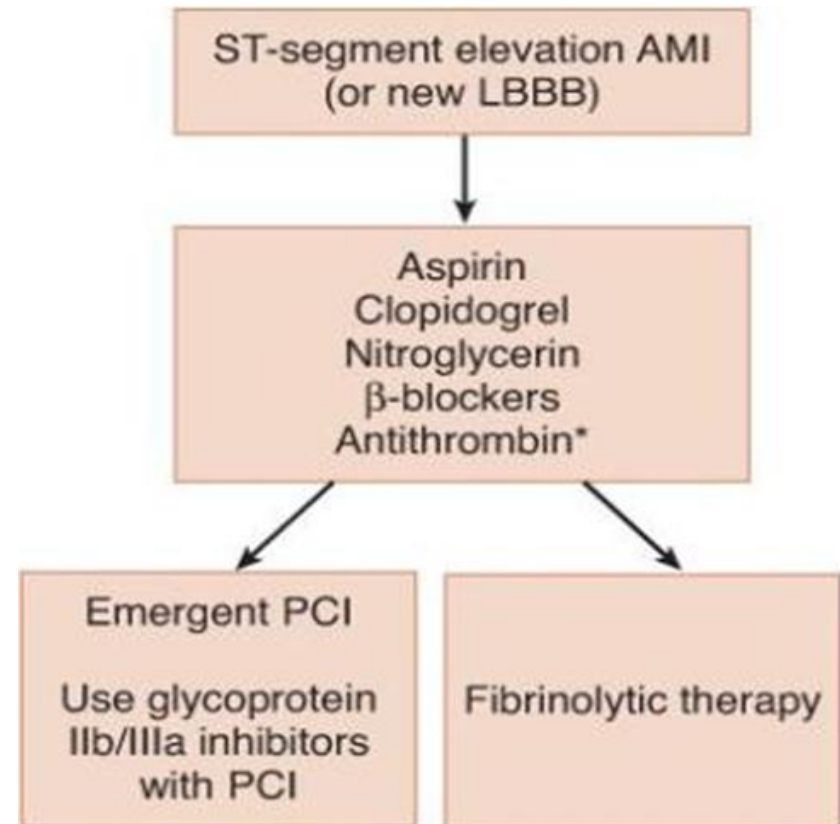 ST-segment elevation AMI
(or new LBBB)
Aspirin
Clopidogrel
Nitroglycerin
β-blockers
Antithrombin*
Emergent PCI
Use glycoprotein
IIb/IIIa inhibitors
with PCI
Fibrinolytic therapy